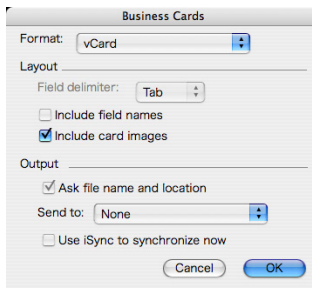 Business Cards
Format: vCard
Layout
Field delimiter: Tab
Include field names
Include card images
Output
Ask file name and location
Send to: None
Use iSync to synchronize now
Cancel OK